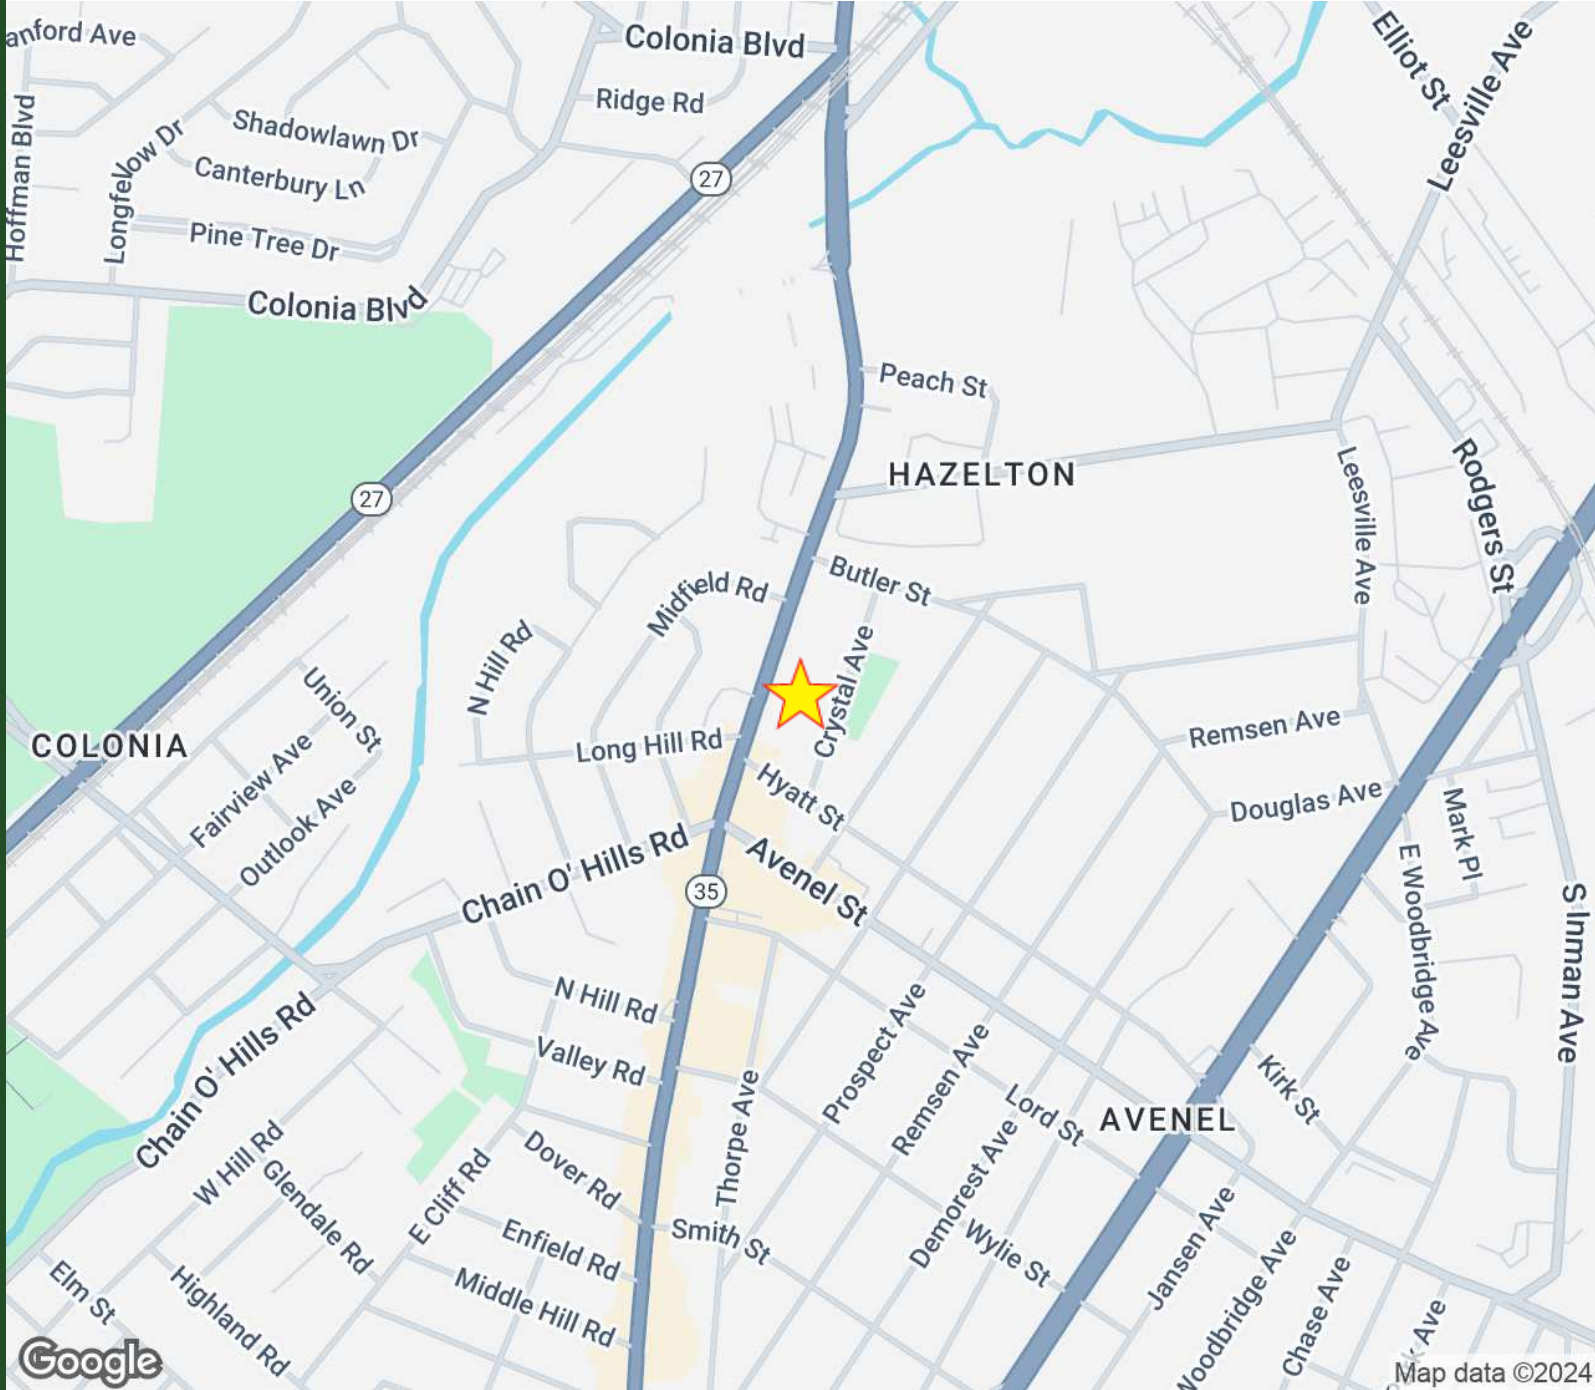 anford Ave
Colonia Blvd
Elliot St
Leesville Ave
Ridge Rd
Hoffman Blvd
Shadowlawn Dr
Longfellow Dr
Canterbury Ln
27
Pine Tree Dr
Colonia Blvd
Peach St
HAZELTON
Leesville Ave
Rodgers St
27
Butler St
Midfield Rd
N Hill Rd
Crystal Ave
Union St
COLONIA
Long Hill Rd
Remsen Ave
Fairview Ave
Hyatt St
Douglas Ave
Mark Pl
Outlook Ave
Chain O' Hills Rd
Avenel St
35
E Woodbridge Ave
S Inman Ave
N Hill Rd
Prospect Ave
Valley Rd
Remsen Ave
Kirk St
Chain O' Hills Rd
Thorpe Ave
Lord St
AVENEL
W Hill Rd
Dover Rd
Demorest Ave
Glendale Rd
E Cliff Rd
Smith St
Wylie St
Jansen Ave
Enfield Rd
Elm St
Highland Rd
Middle Hill Rd
Woodbridge Ave
Chase Ave
Ave
Google
Map data ©2024